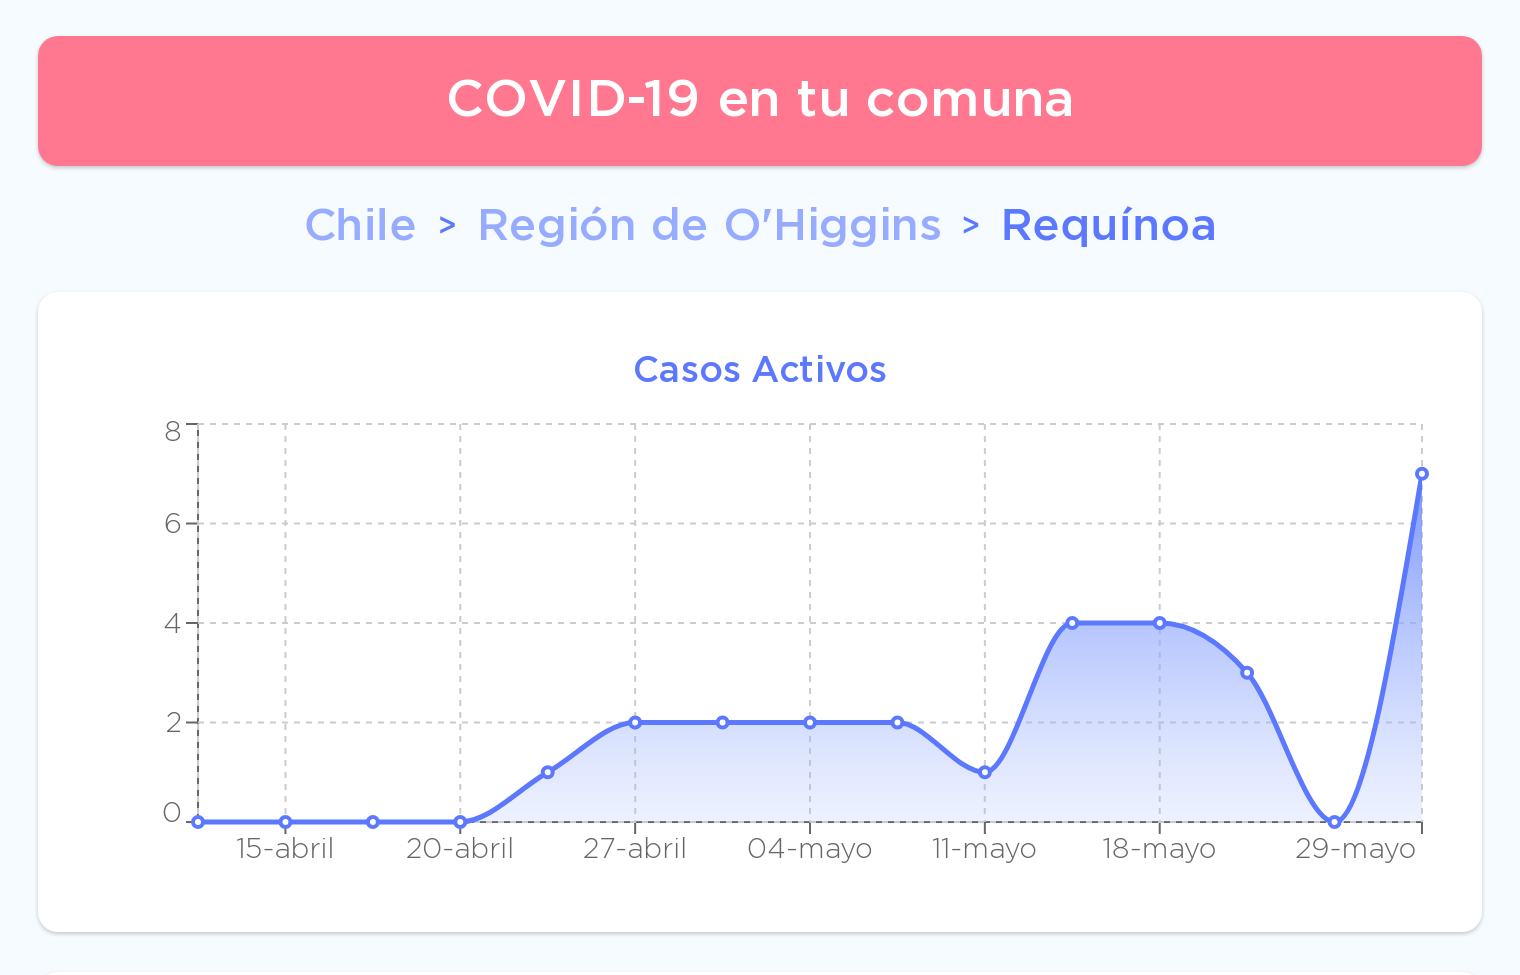 COVID-19 en tu comuna
Chile > Región de O'Higgins > Requínoa
Casos Activos
8
6
4
2
0
15-abril 20-abril 27-abril 04-mayo 11-mayo 18-mayo 29-mayo